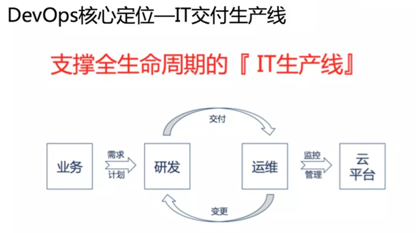 DevOps核心定位—IT交付生产线
支撑全生命周期的『 IT生产线』
交付
业务
需求
计划
研发
运维
监控
管理
云
平台
变更